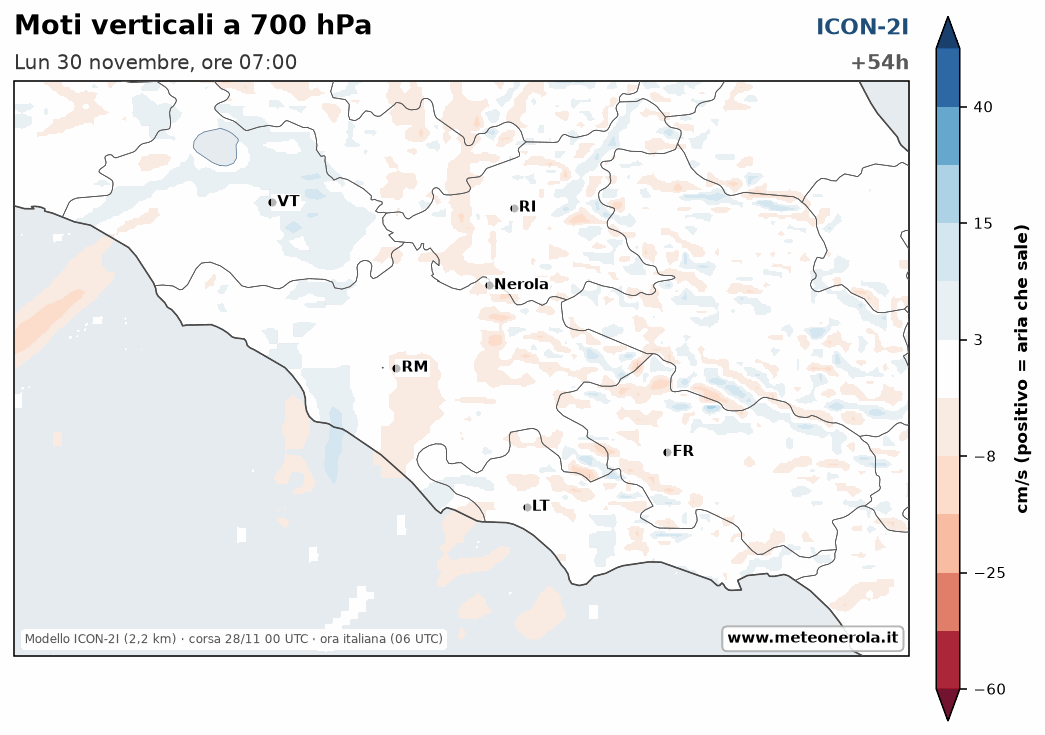 Moti verticali a 700 hPa
ICON-2I
Lun 30 novembre, ore 07:00
+54h
40
15
3
−8
−25
−60
cm/s (positivo = aria che sale)
VT
RI
Nerola
RM
FR
LT
Modello ICON-2I (2,2 km) · corsa 28/11 00 UTC · ora italiana (06 UTC)
www.meteonerola.it